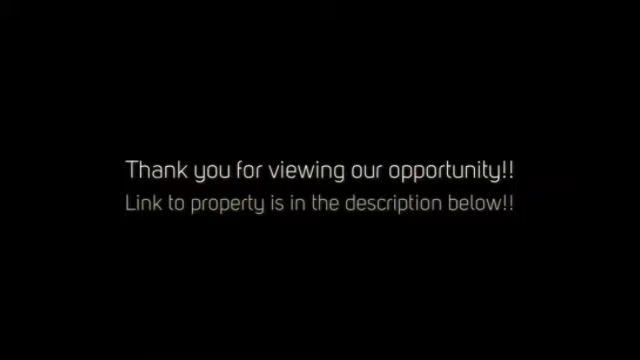 Thank you for viewing our opportunity!!
Link to property is in the description below!!